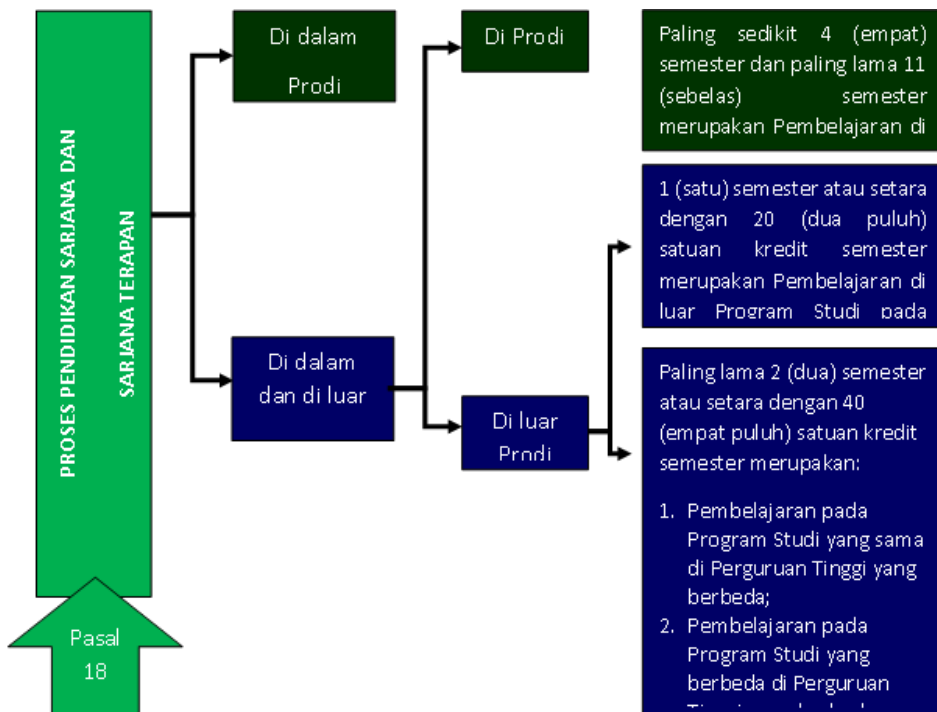 PROSES PENDIDIKAN SARJANA DAN
SARJANA TERAPAN
Pasal
18
Di dalam
Prodi
Di dalam
dan di luar
Di Prodi
Di luar
Prodi
Paling sedikit 4 (empat)
semester dan paling lama 11
(sebelas) semester
merupakan Pembelajaran di
1 (satu) semester atau setara
dengan 20 (dua puluh)
satuan kredit semester
merupakan Pembelajaran di
luar Program Studi pada
Paling lama 2 (dua) semester
atau setara dengan 40
(empat puluh) satuan kredit
semester merupakan:
1. Pembelajaran pada
Program Studi yang sama
di Perguruan Tinggi yang
berbeda;
2. Pembelajaran pada
Program Studi yang
berbeda di Perguruan